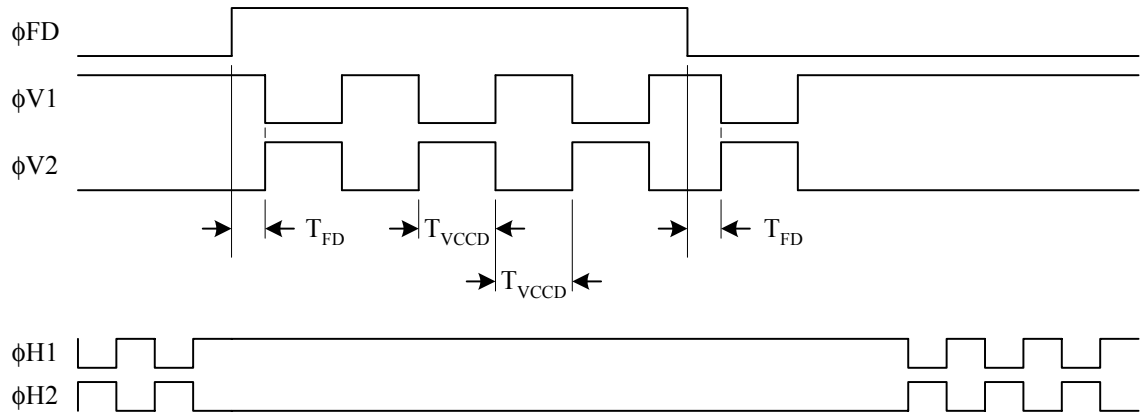 ϕFD
ϕV1
ϕV2
T_FD T_VCCD T_FD
T_VCCD
ϕH1
ϕH2